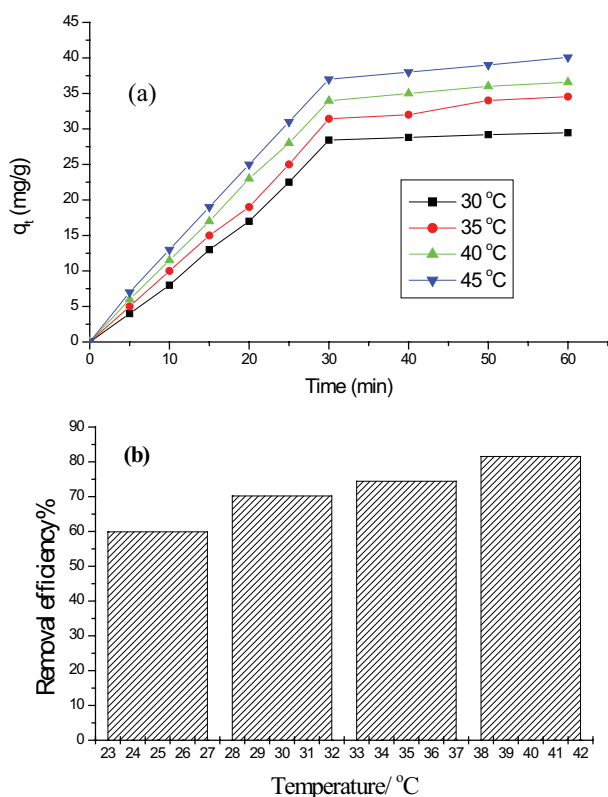 45
40
35
30
25
20
15
10
5
0
(a)
qt (mg/g)
30 °C
35 °C
40 °C
45 °C
0 10 20 30 40 50 60
Time (min)
90
80
70
60
50
40
30
20
10
0
(b)
Removal efficiency%
23 24 25 26 27 28 29 30 31 32 33 34 35 36 37 38 39 40 41 42
Temperature/ °C